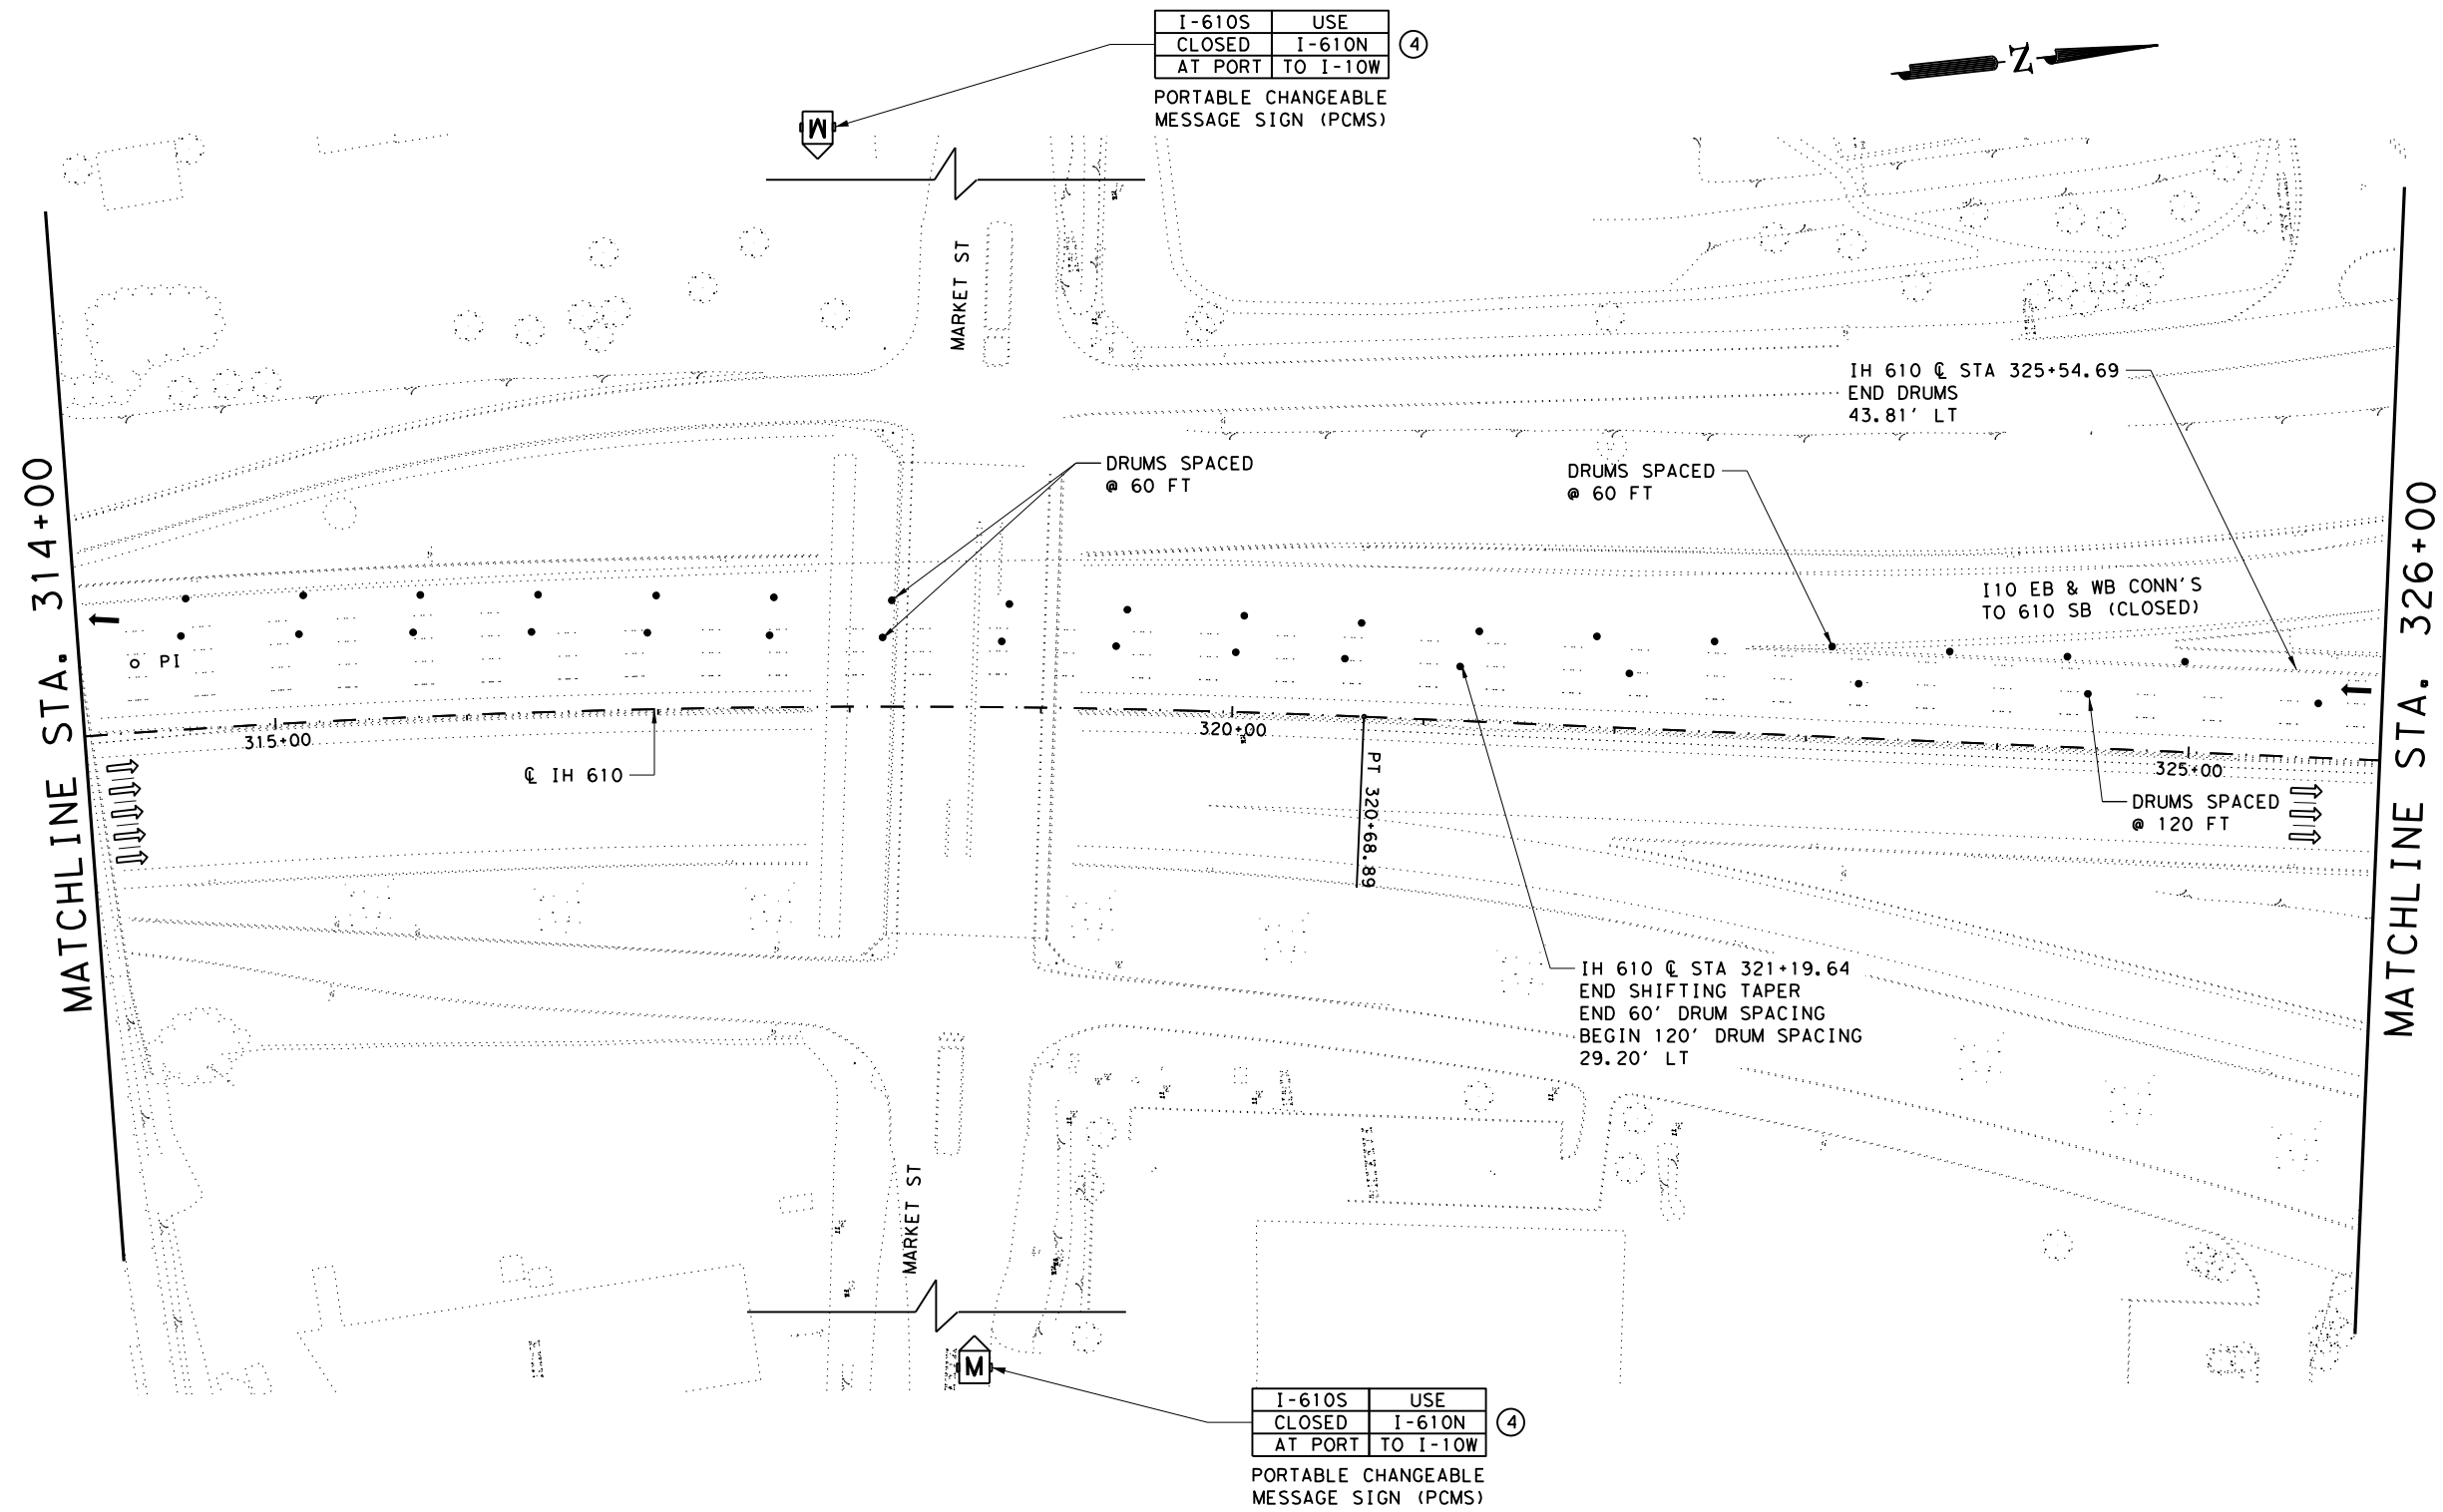 I-610S USE
CLOSED I-610N
AT PORT TO I-10W
4
PORTABLE CHANGEABLE
MESSAGE SIGN (PCMS)
M
N
MARKET ST
IH 610 ℄ STA 325+54.69
END DRUMS
43.81' LT
DRUMS SPACED
@ 60 FT
DRUMS SPACED
@ 60 FT
MATCHLINE STA. 314+00
MATCHLINE STA. 326+00
I10 EB & WB CONN'S
TO 610 SB (CLOSED)
PI
315+00
320+00
325+00
℄ IH 610
PT 320+68.89
DRUMS SPACED
@ 120 FT
IH 610 ℄ STA 321+19.64
END SHIFTING TAPER
END 60' DRUM SPACING
BEGIN 120' DRUM SPACING
29.20' LT
MARKET ST
M
I-610S USE
CLOSED I-610N
AT PORT TO I-10W
4
PORTABLE CHANGEABLE
MESSAGE SIGN (PCMS)